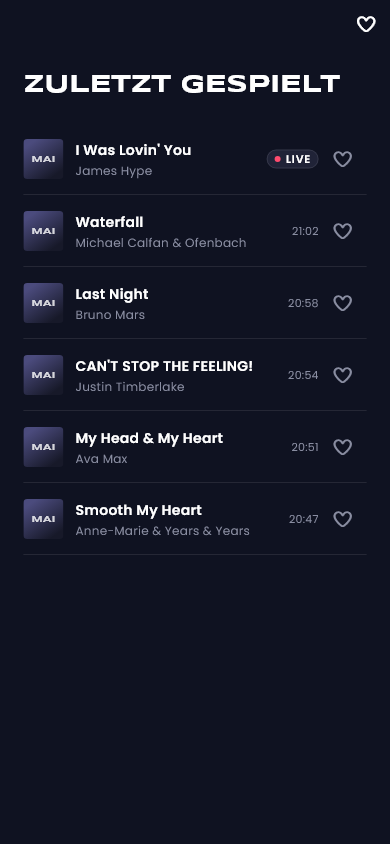 ZULETZT GESPIELT
MAI
I Was Lovin' You
James Hype
LIVE
MAI
Waterfall
Michael Calfan & Ofenbach
21:02
MAI
Last Night
Bruno Mars
20:58
MAI
CAN'T STOP THE FEELING!
Justin Timberlake
20:54
MAI
My Head & My Heart
Ava Max
20:51
MAI
Smooth My Heart
Anne-Marie & Years & Years
20:47